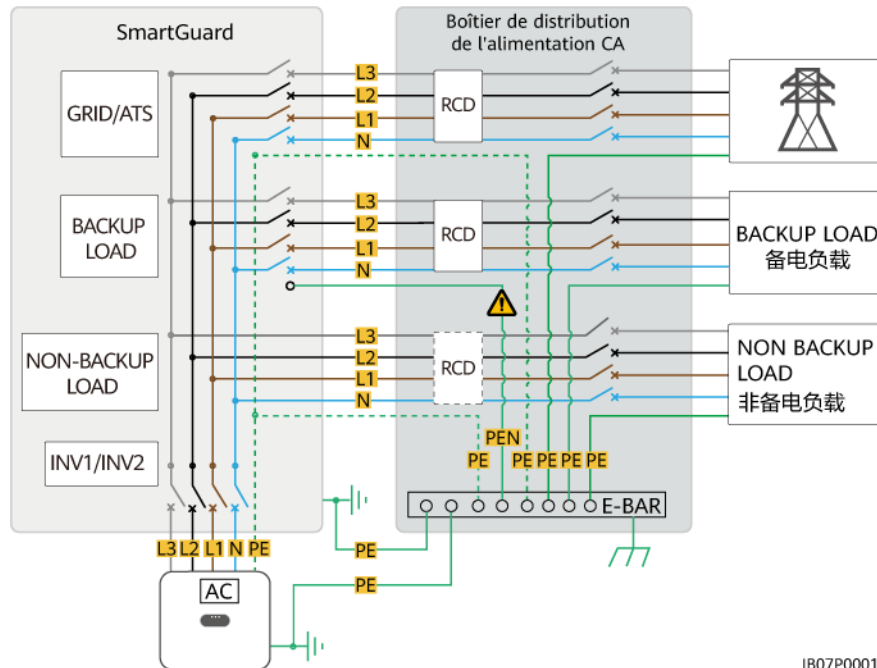 SmartGuard
Boîtier de distribution
de l'alimentation CA
GRID/ATS
L3
L2
L1
N
RCD
BACKUP
LOAD
L3
L2
L1
N
RCD
BACKUP LOAD
备电负载
NON-BACKUP
LOAD
L3
L2
L1
N
RCD
NON BACKUP
LOAD
非备电负载
INV1/INV2
PEN
PE
PE
PE
PE
PE
E-BAR
L3
L2
L1
N
PE
PE
PE
AC
IB07P0001